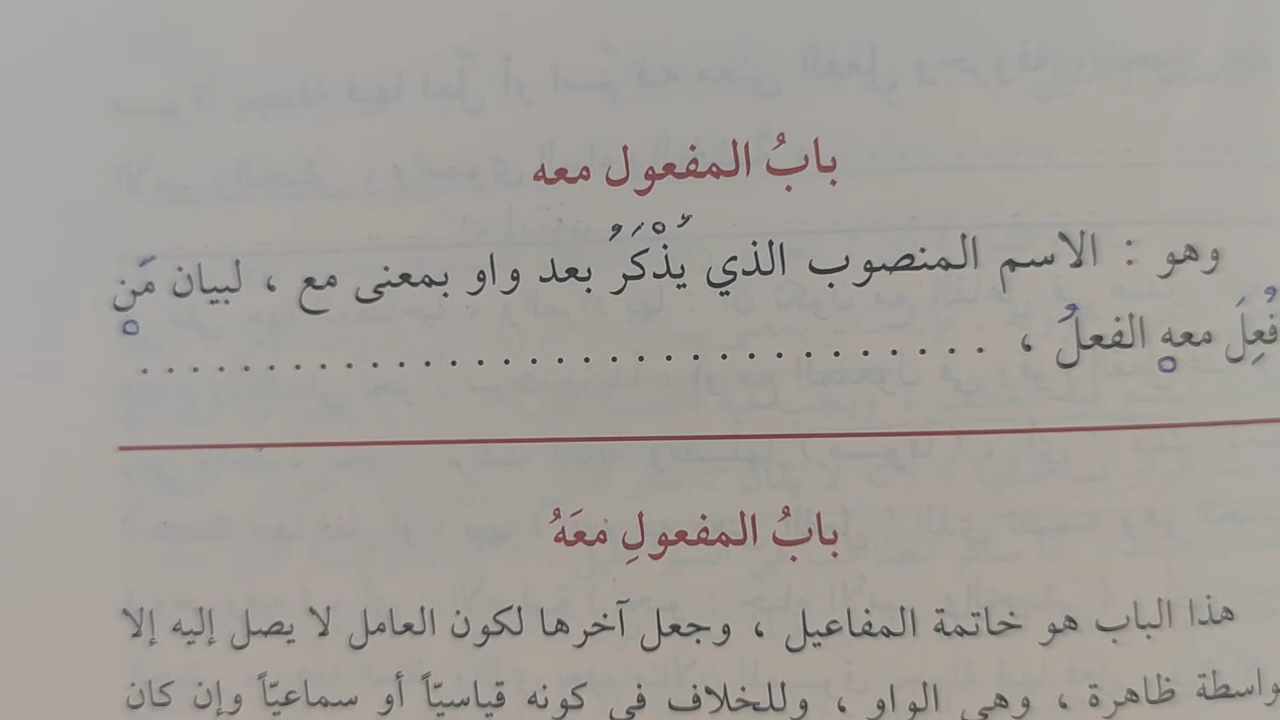 بابُ المفعول معه
وهو : الاسم المنصوب الذي يُذْكَرُ بعد واو بمعنى مع ، لبيان مَن
فُعِلَ معه الفعلُ ، . . . . . . . . . . . . . . . . . . . . . . . . . . . . . . . . .
بابُ المفعولِ معَهُ
هذا الباب هو خاتمة المفاعيل ، وجعل آخرها لكون العامل لا يصل إليه إلا
واسطة ظاهرة ، وهي الواو ، وللخلاف في كونه قياسيّاً أو سماعيّاً وإن كان